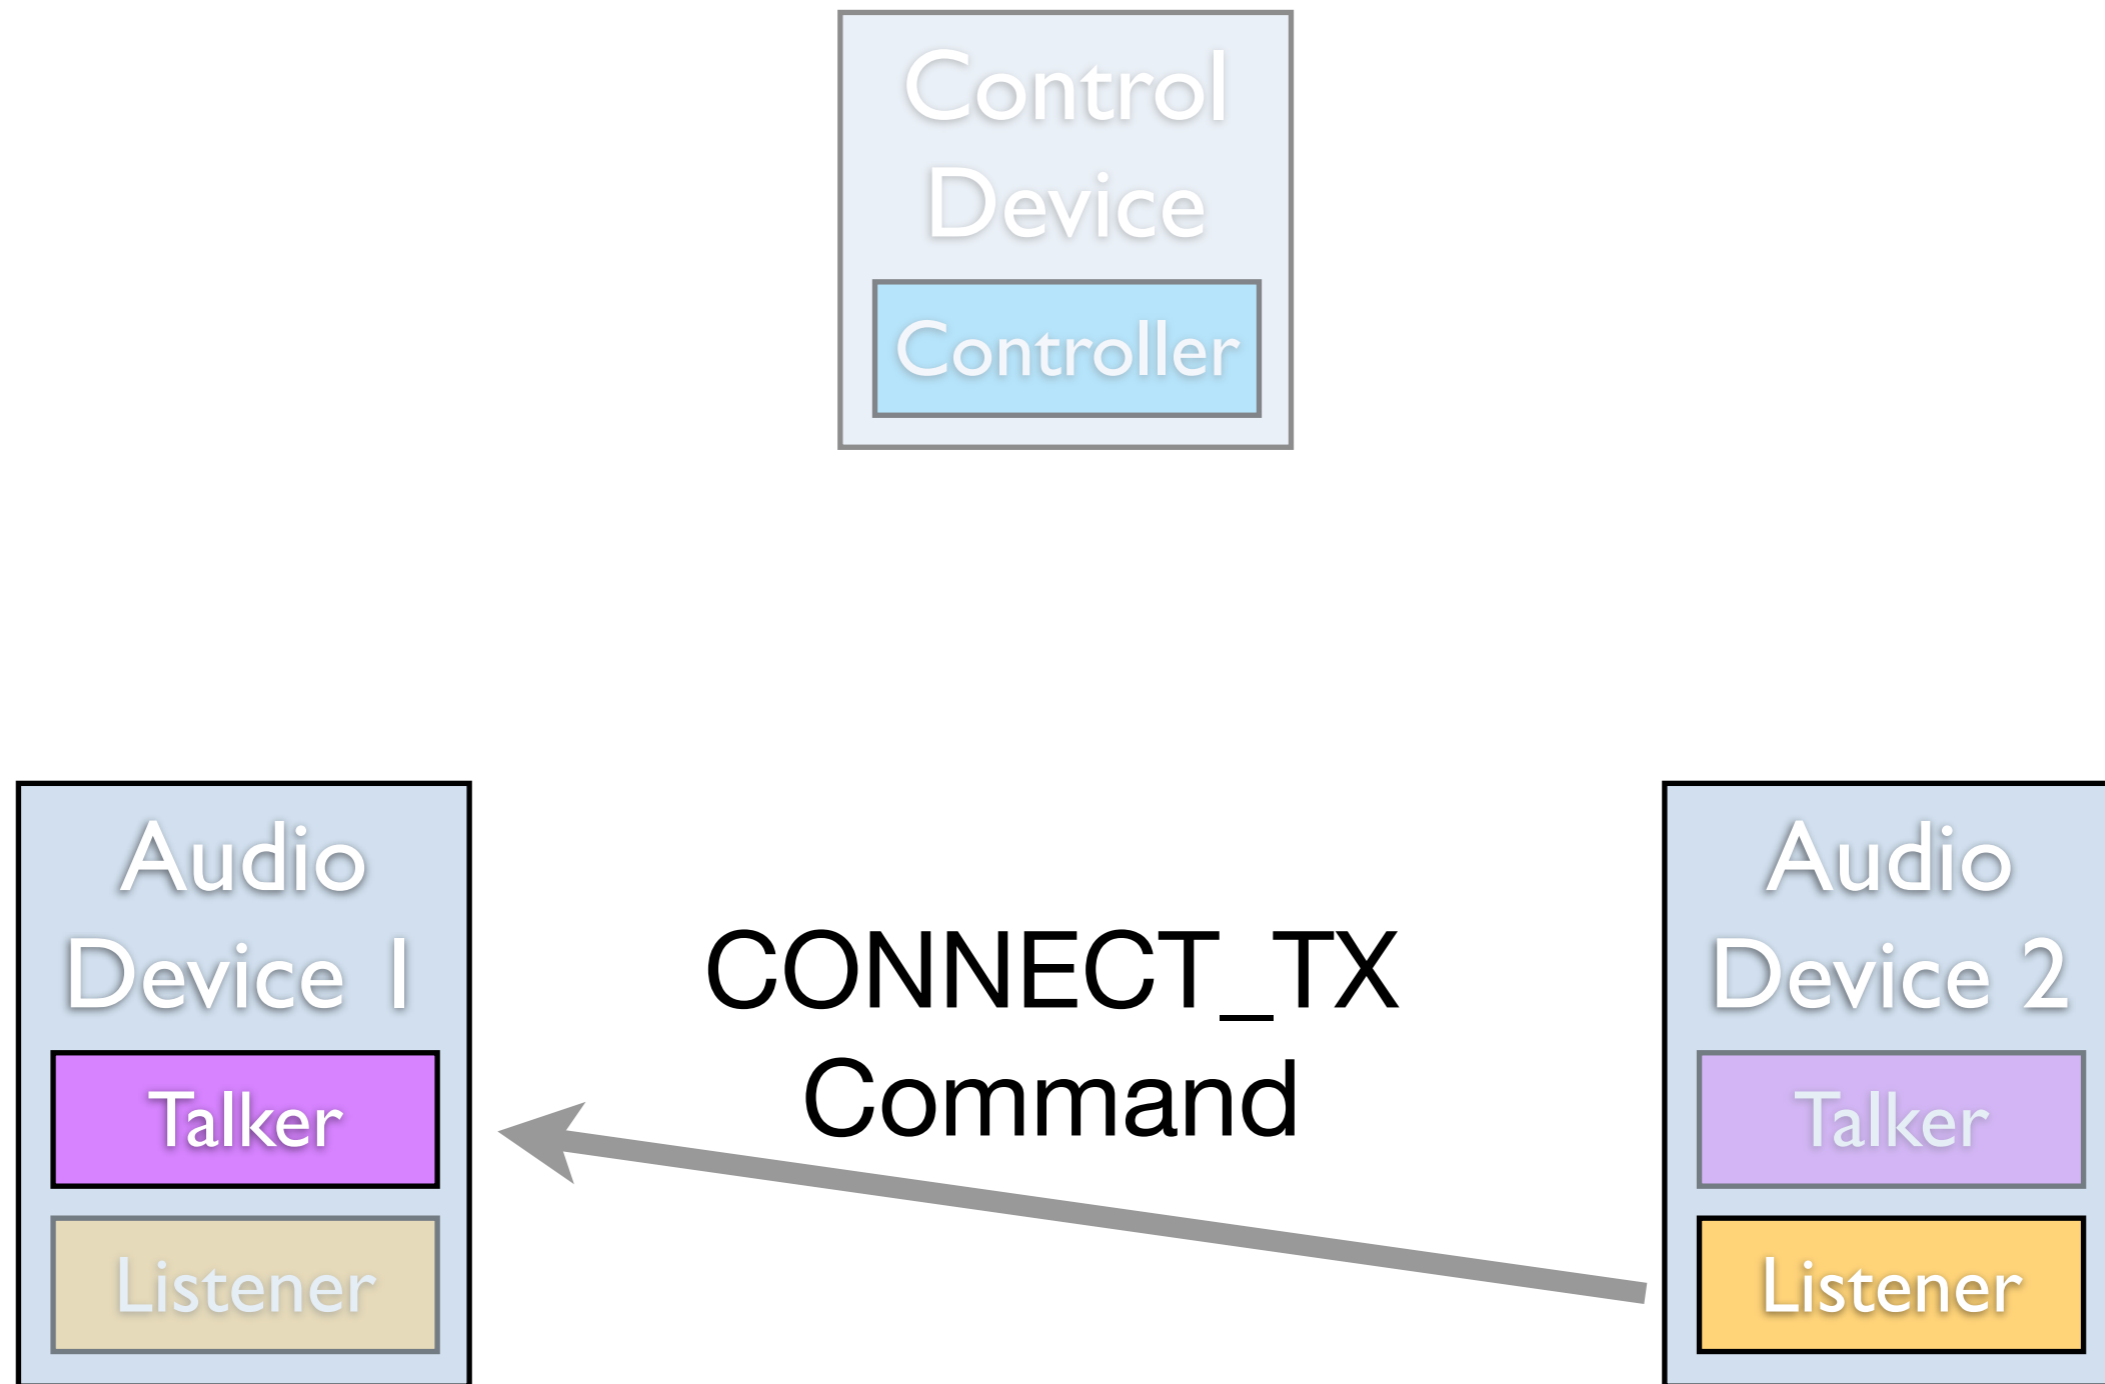 Control
Device
Controller
Audio
Device 1
Talker
Listener
CONNECT_TX
Command
Audio
Device 2
Talker
Listener